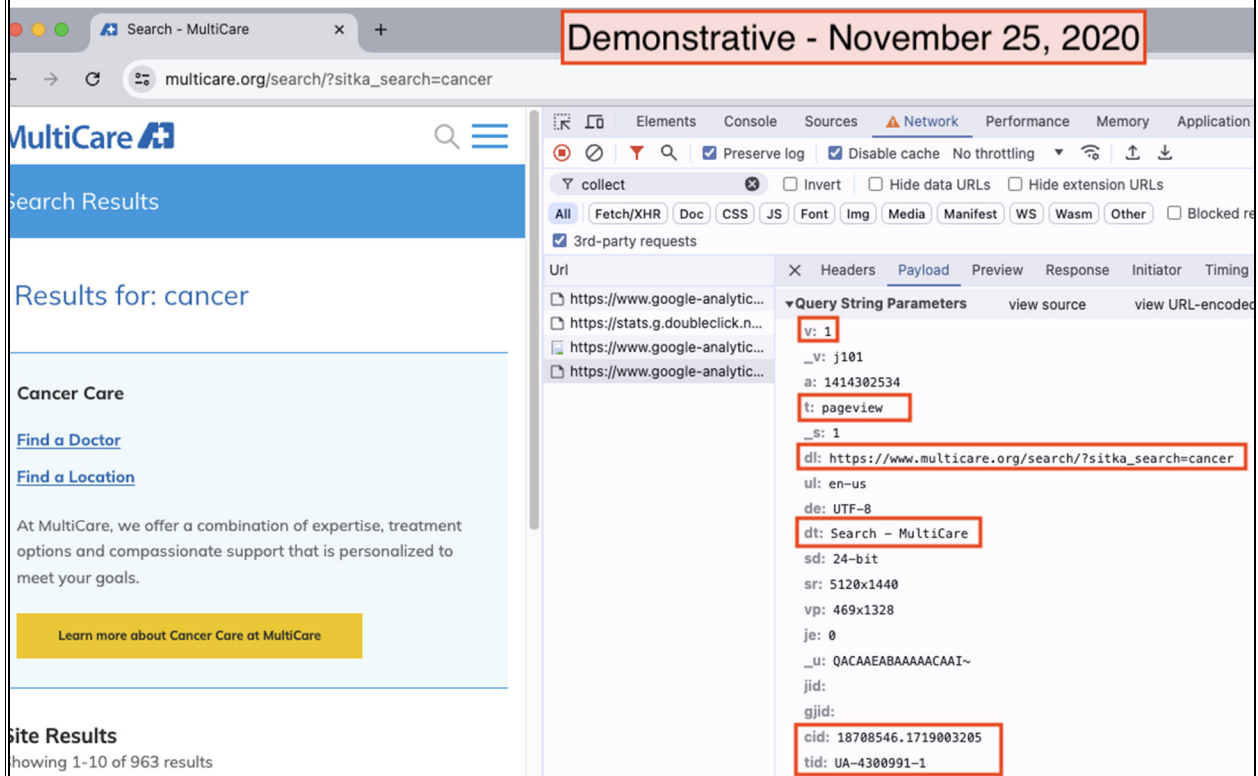 Search - MultiCare
Demonstrative - November 25, 2020
multicare.org/search/?sitka_search=cancer
MultiCare
Search Results
Results for: cancer
Cancer Care
Find a Doctor
Find a Location
At MultiCare, we offer a combination of expertise, treatment
options and compassionate support that is personalized to
meet your goals.
Learn more about Cancer Care at MultiCare
Site Results
Showing 1-10 of 963 results
Elements Console Sources Network Performance Memory Application
Preserve log Disable cache No throttling
collect Invert Hide data URLs Hide extension URLs
All Fetch/XHR Doc CSS JS Font Img Media Manifest WS Wasm Other Blocked re
3rd-party requests
Url
https://www.google-analytic...
https://stats.g.doubleclick.n...
https://www.google-analytic...
https://www.google-analytic...
Headers Payload Preview Response Initiator Timing
Query String Parameters view source view URL-encoded
v: 1
_v: j101
a: 1414302534
t: pageview
_s: 1
dl: https://www.multicare.org/search/?sitka_search=cancer
ul: en-us
de: UTF-8
dt: Search – MultiCare
sd: 24-bit
sr: 5120x1440
vp: 469x1328
je: 0
_u: QACAAEABAAAAACAAI~
jid:
gjid:
cid: 18708546.1719003205
tid: UA-4300991-1